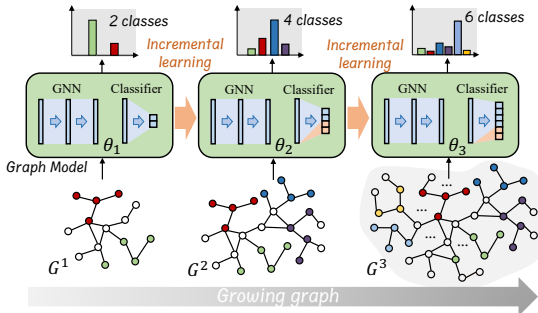 2 classes
4 classes
6 classes
Incremental
learning
Incremental
learning
GNN
Classifier
θ₁
GNN
Classifier
θ₂
GNN
Classifier
θ₃
Graph Model
...
...
...
...
G¹
G²
G³
Growing graph